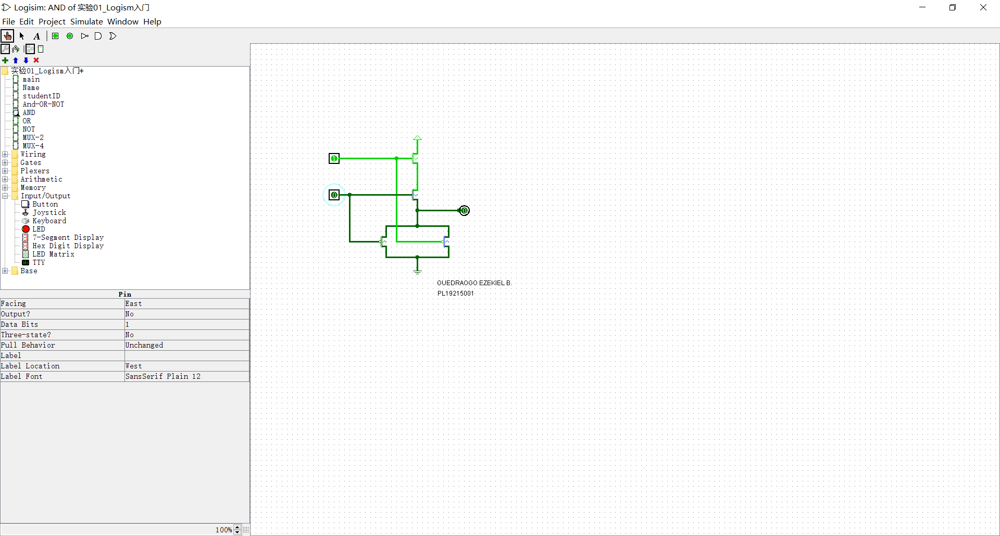 Logisim: AND of 实验01_Logism入门
File Edit Project Simulate Window Help
A
实验01_Logism入门*
main
Name
studentID
And-OR-NOT
AND
OR
NOT
MUX-2
MUX-4
Wiring
Gates
Plexers
Arithmetic
Memory
Input/Output
Button
Joystick
Keyboard
LED
7-Segment Display
Hex Digit Display
LED Matrix
TTY
Base
Pin
Facing East
Output? No
Data Bits 1
Three-state? No
Pull Behavior Unchanged
Label
Label Location West
Label Font SansSerif Plain 12
100%
1
0
0
OUEDRAOGO EZEKIEL B.
PL19215001